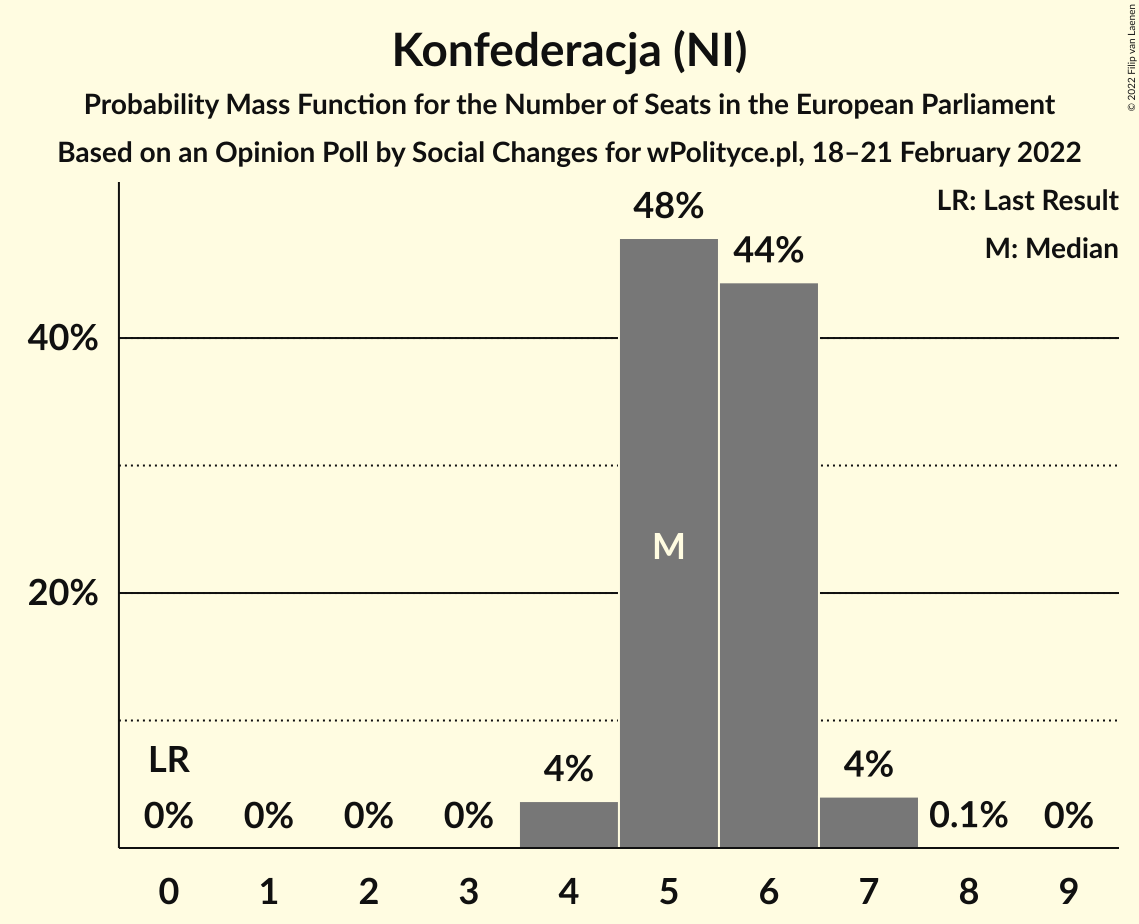 Konfederacja (NI)
Probability Mass Function for the Number of Seats in the European Parliament
Based on an Opinion Poll by Social Changes for wPolityce.pl, 18–21 February 2022
© 2022 Filip van Laenen
LR: Last Result
M: Median
48%
44%
40%
M
20%
LR
0%
0%
0%
0%
4%
4%
0.1%
0%
0 1 2 3 4 5 6 7 8 9